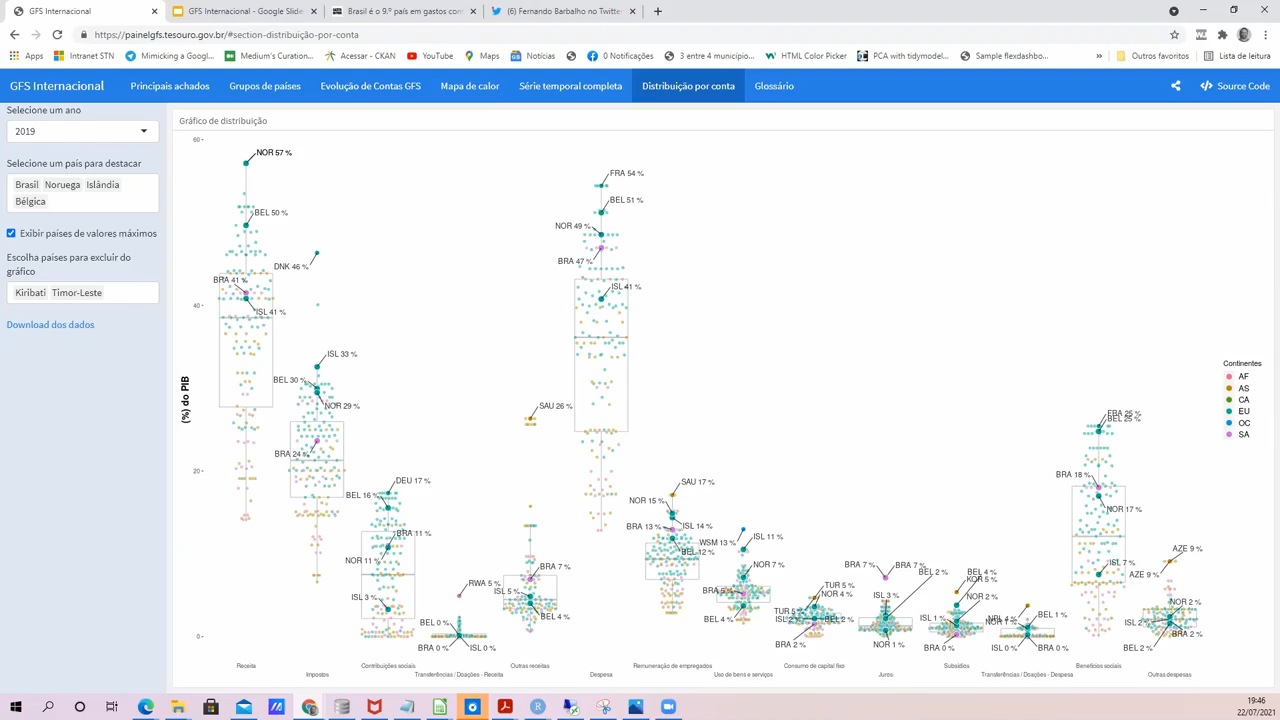 GFS Internacional
GFS Internacional - Google Slide
Brasil é o 9.º país em gastos con
(6) Fernando Barbalho no Twitte
https://painelgfs.tesouro.gov.br/#section-distribuição-por-conta
Apps
Intranet STN
Mimicking a Googl...
Medium's Curation...
Acessar - CKAN
YouTube
Maps
Notícias
0 Notificações
3 entre 4 municípios...
HTML Color Picker
PCA with tidymodel...
Sample flexdashbo...
»
Outros favoritos
Lista de leitura
GFS Internacional
Principais achados
Grupos de países
Evolução de Contas GFS
Mapa de calor
Série temporal completa
Distribuição por conta
Glossário
Source Code
Selecione um ano
2019
Selecione um país para destacar
Brasil Noruega Islândia
Bélgica
Exibir países de valores máximos
Escolha países para excluir do
gráfico
Kiribati Timor-Leste
Download dos dados
Gráfico de distribuição
60
40
20
0
(%) do PIB
NOR 57 %
BEL 50 %
BRA 41 %
ISL 41 %
DNK 46 %
ISL 33 %
BEL 30 %
NOR 29 %
BRA 24 %
DEU 17 %
BEL 16 %
BRA 11 %
NOR 11 %
ISL 3 %
RWA 5 %
BEL 0 %
BRA 0 %
ISL 0 %
SAU 26 %
BRA 7 %
ISL 5 %
BEL 4 %
FRA 54 %
BEL 51 %
NOR 49 %
BRA 47 %
ISL 41 %
SAU 17 %
NOR 15 %
ISL 14 %
BRA 13 %
BEL 12 %
WSM 13 %
ISL 11 %
NOR 7 %
BEL 4 %
TUR 5 %
NOR 4 %
TUR 5
BRA 2 %
BRA 7 %
BRA 7
BEL 2 %
ISL 3 %
NOR 1 %
BEL 4 %
KOR 5 %
NOR 2 %
ISL 1 %
BRA 0 %
BEL 1 %
ISL 0 %
BRA 0 %
BEL 25 %
BRA 18 %
NOR 17 %
ISL 7 %
AZE 9 %
AZE 9 %
NOR 2 %
ISL 2
BRA 2 %
BEL 2 %
Continentes
AF
AS
CA
EU
OC
SA
Receita
Impostos
Contribuições sociais
Transferências / Doações - Receita
Outras receitas
Despesa
Remuneração de empregados
Uso de bens e serviços
Consumo de capital fixo
Juros
Subsídios
Transferências / Doações - Despesa
Benefícios sociais
Outras despesas
19:46
22/07/2021